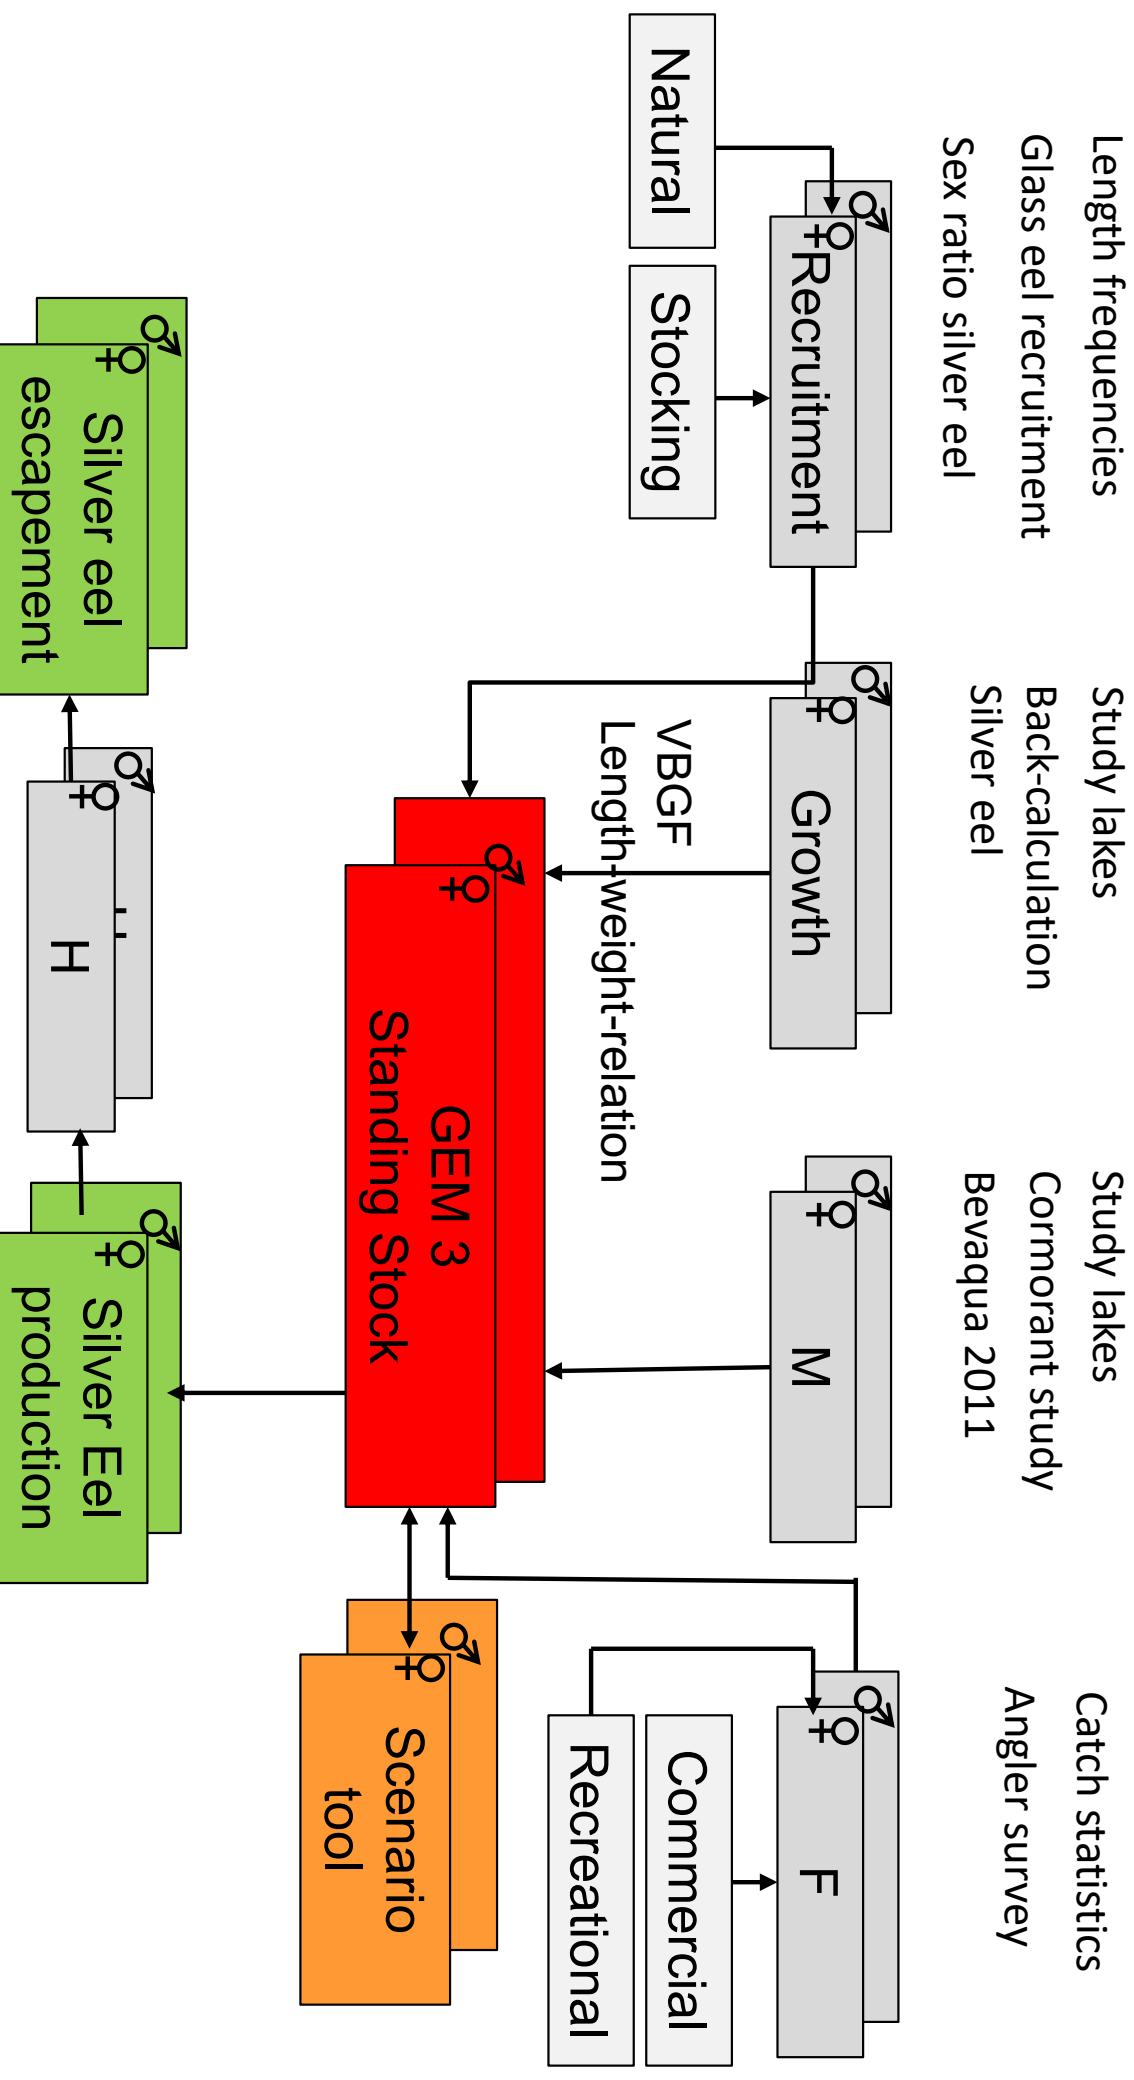 Length frequencies
Glass eel recruitment
Sex ratio silver eel
Study lakes
Back-calculation
Silver eel
Study lakes
Cormorant study
Bevaqua 2011
Catch statistics
Angler survey
♂
♀
Recruitment
♂
♀
Growth
♂
♀
M
♂
♀
F
Natural
Stocking
VBGF
Length-weight-relation
Commercial
Recreational
♂
♀
GEM 3
Standing Stock
♂
♀
Scenario
tool
♂
♀
Silver eel
escapement
♂
♀
H
♂
♀
Silver Eel
production